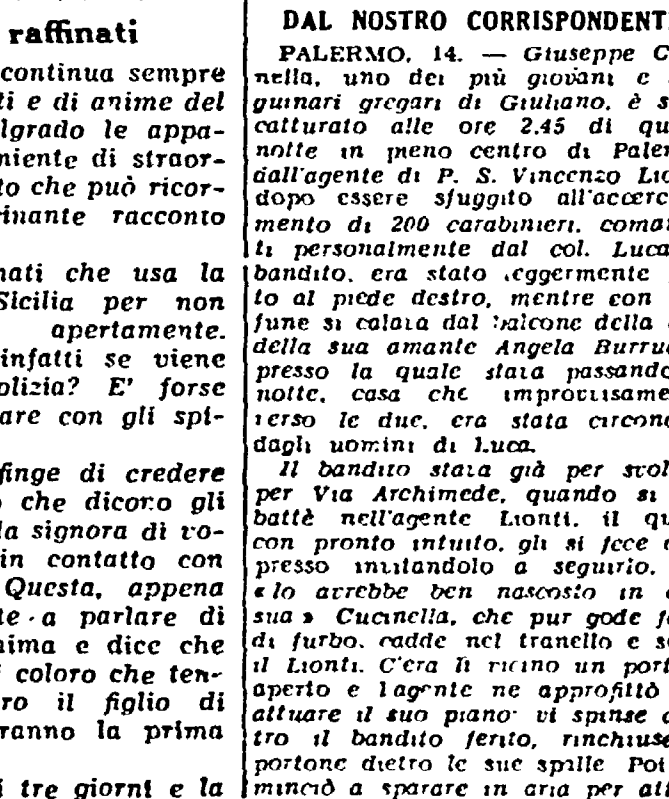 raffinati
continua sempre
ti e di anime del
lgrado le appa-
niente di straor-
to che può ricor-
rinante racconto
nati che usa la
Sicilia per non
apertamente.
infatti se viene
olizia? E' forse
are con gli spi-
finge di credere
o che dicono gli
la signora di vo-
in contatto con
Questa, appena
te a parlare di
nima e dice che
i coloro che ten-
ro il figlio di
ranno la prima
i tre giorni e la
DAL NOSTRO CORRISPONDENT
PALERMO, 14. — Giuseppe C
nella, uno dei più giovani e
guinari gregari di Giuliano, è s
catturato alle ore 2.45 di qu
notte in pieno centro di Paler
dall'agente di P. S. Vincenzo Lio
dopo essere sfuggito all'accerc
mento di 200 carabinieri, coma
ti personalmente dal col. Luca
bandito, era stato leggermente
to al piede destro, mentre con
fune si calava dal balcone della
della sua amante Angela Burru
presso la quale stava passando
notte, casa che improvvisame
verso le due, era stata circon
dagli uomini di Luca.
Il bandito stava già per svol
per Via Archimede, quando si
battè nell'agente Lionti, il qu
con pronto intuito, gli si fece
presso invitandolo a seguirlo.
« lo avrebbe ben nascosto in
sua » Cucinella, che pur gode f
di furbo, cadde nel tranello e s
il Lionti. C'era lì vicino un port
aperto e l'agente ne approfittò
attuare il suo piano: vi spinse
tro il bandito ferito, rinchiuse
portone dietro le sue spalle Poi
minciò a sparare in aria per att